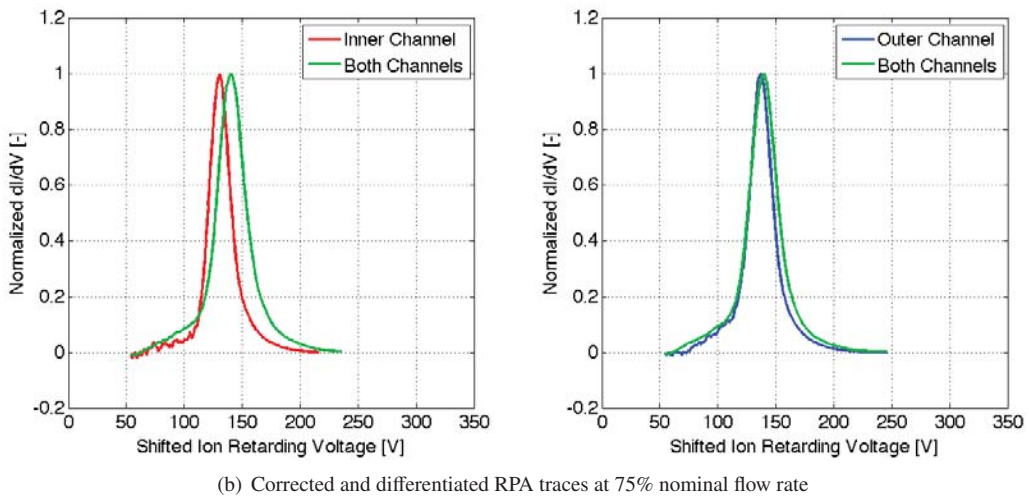 1.2
1
0.8
0.6
0.4
0.2
0
-0.2
Normalized dI/dV [-]
0 50 100 150 200 250 300 350
Shifted Ion Retarding Voltage [V]
Inner Channel
Both Channels
1.2
1
0.8
0.6
0.4
0.2
0
-0.2
Normalized dI/dV [-]
0 50 100 150 200 250 300 350
Shifted Ion Retarding Voltage [V]
Outer Channel
Both Channels
(b) Corrected and differentiated RPA traces at 75% nominal flow rate